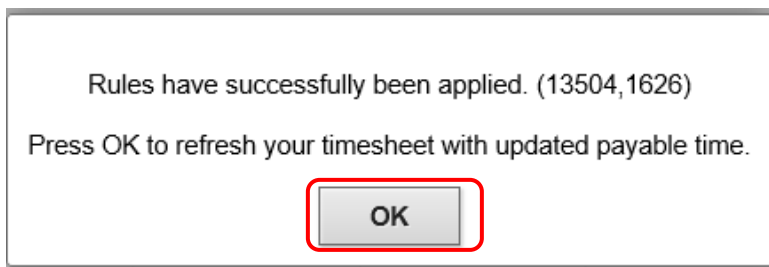 Rules have successfully been applied. (13504,1626)
Press OK to refresh your timesheet with updated payable time.
OK